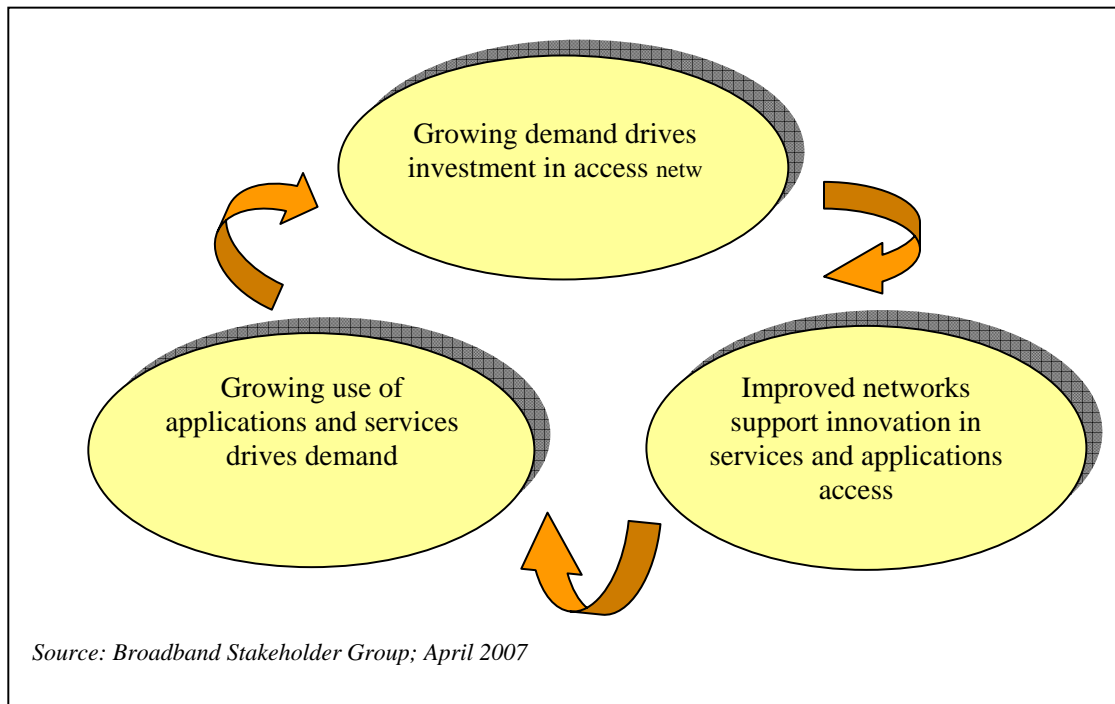 Growing demand drives
investment in access netw
Growing use of
applications and services
drives demand
Improved networks
support innovation in
services and applications
access
Source: Broadband Stakeholder Group; April 2007